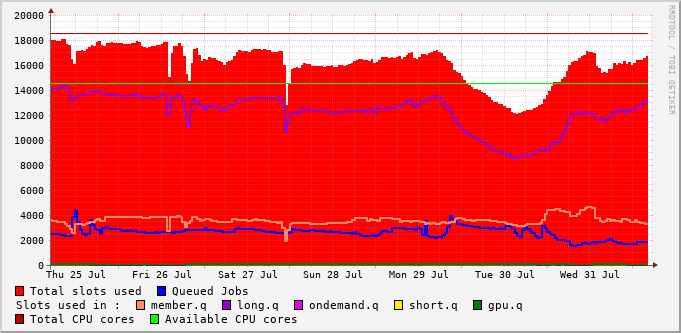 20000
18000
16000
14000
12000
10000
8000
6000
4000
2000
0
Thu 25 Jul Fri 26 Jul Sat 27 Jul Sun 28 Jul Mon 29 Jul Tue 30 Jul Wed 31 Jul
Total slots used Queued Jobs
Slots used in : member.q long.q ondemand.q short.q gpu.q
Total CPU cores Available CPU cores
RRDTOOL / TOBI OETIKER